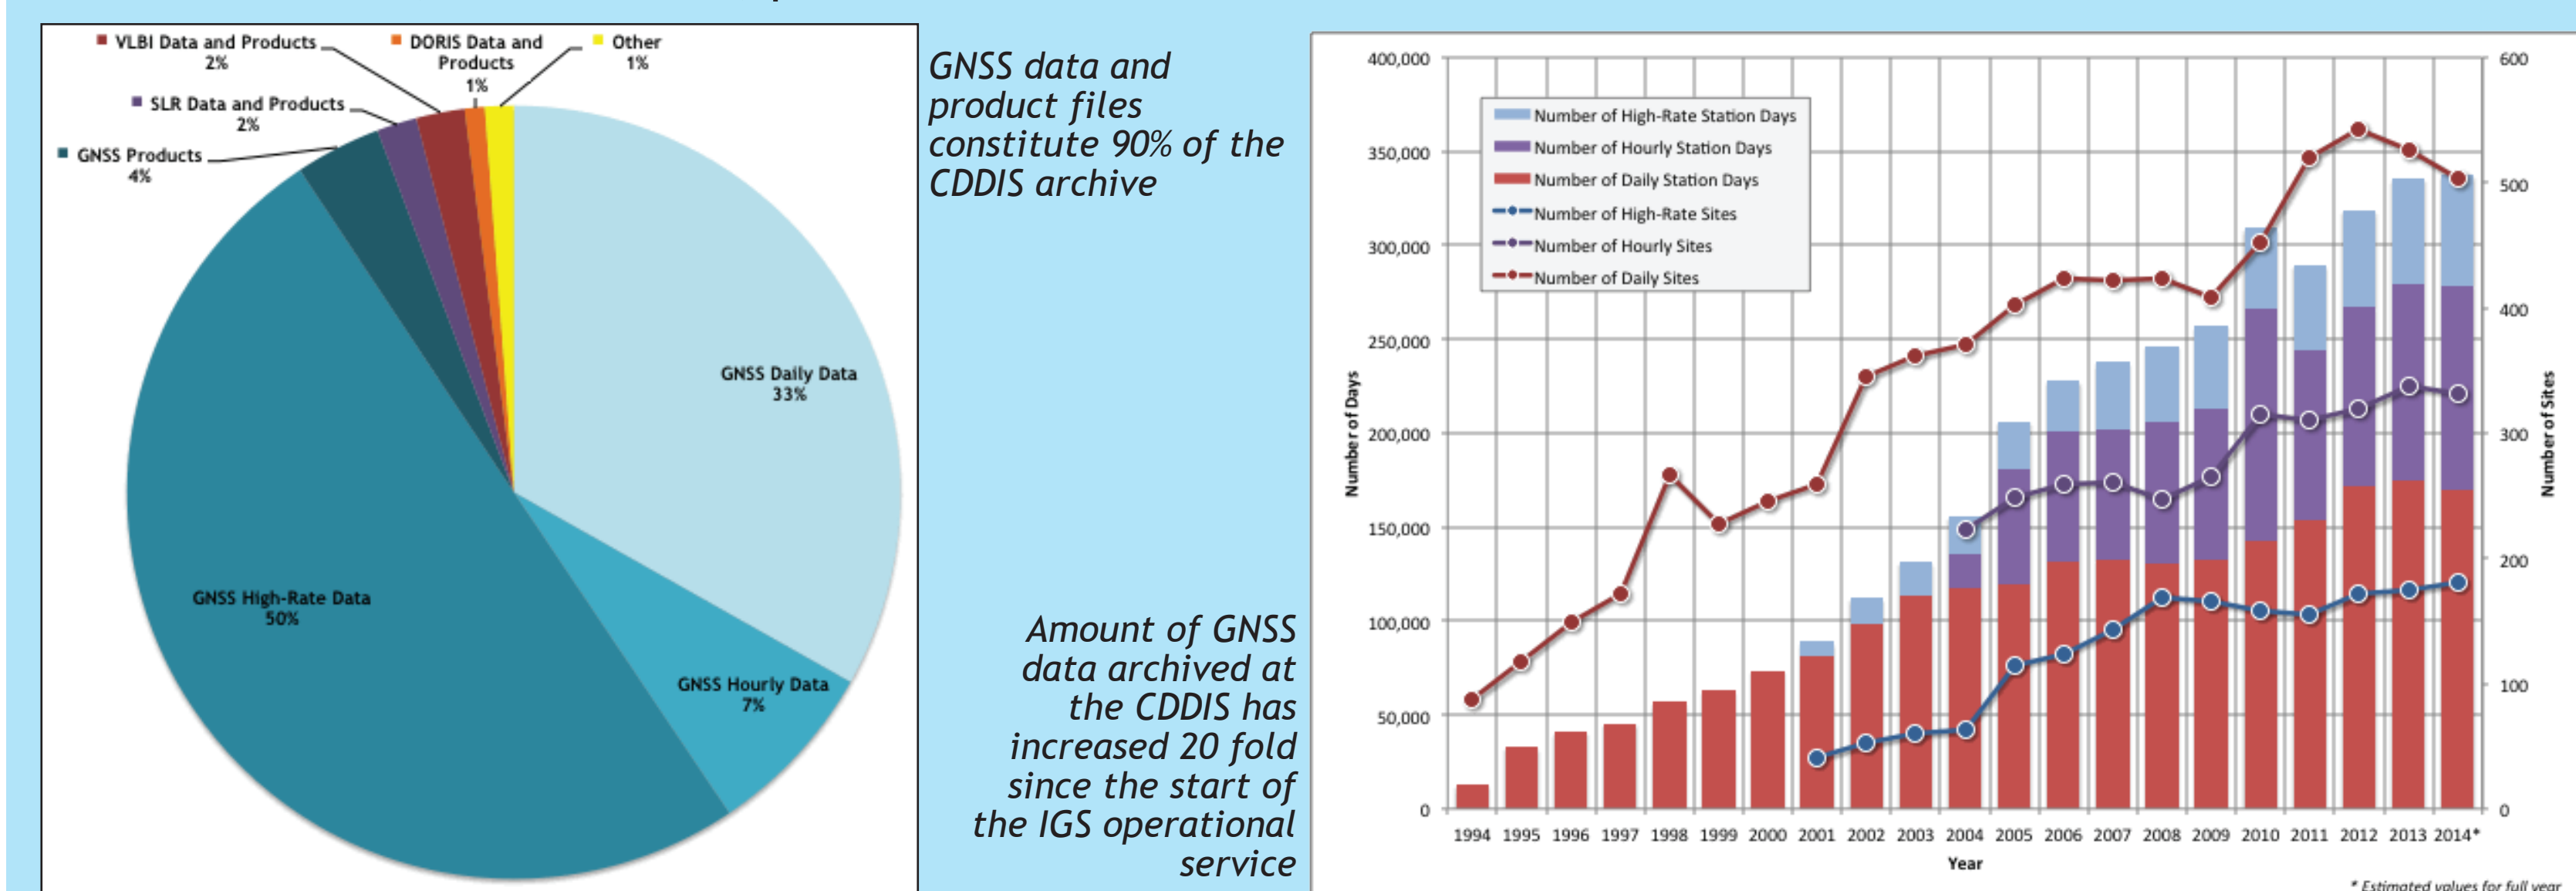 VLBI Data and Products
2%
DORIS Data and
Products
1%
Other
1%
SLR Data and Products
2%
GNSS Products
4%
GNSS Daily Data
33%
GNSS High-Rate Data
50%
GNSS Hourly Data
7%
GNSS data and
product files
constitute 90% of the
CDDIS archive
Amount of GNSS
data archived at
the CDDIS has
increased 20 fold
since the start of
the IGS operational
service
400,000
350,000
300,000
250,000
200,000
150,000
100,000
50,000
0
Number of Days
Number of High-Rate Station Days
Number of Hourly Station Days
Number of Daily Station Days
Number of High-Rate Sites
Number of Hourly Sites
Number of Daily Sites
600
500
400
300
200
100
0
Number of Sites
1994 1995 1996 1997 1998 1999 2000 2001 2002 2003 2004 2005 2006 2007 2008 2009 2010 2011 2012 2013 2014*
Year
* Estimated values for full year